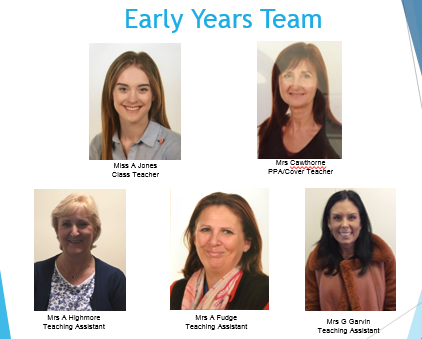 Early Years Team
Miss A Jones
Class Teacher
Mrs Cawthorne
PPA/Cover Teacher
Mrs A Highmore
Teaching Assistant
Mrs A Fudge
Teaching Assistant
Mrs G Garvin
Teaching Assistant